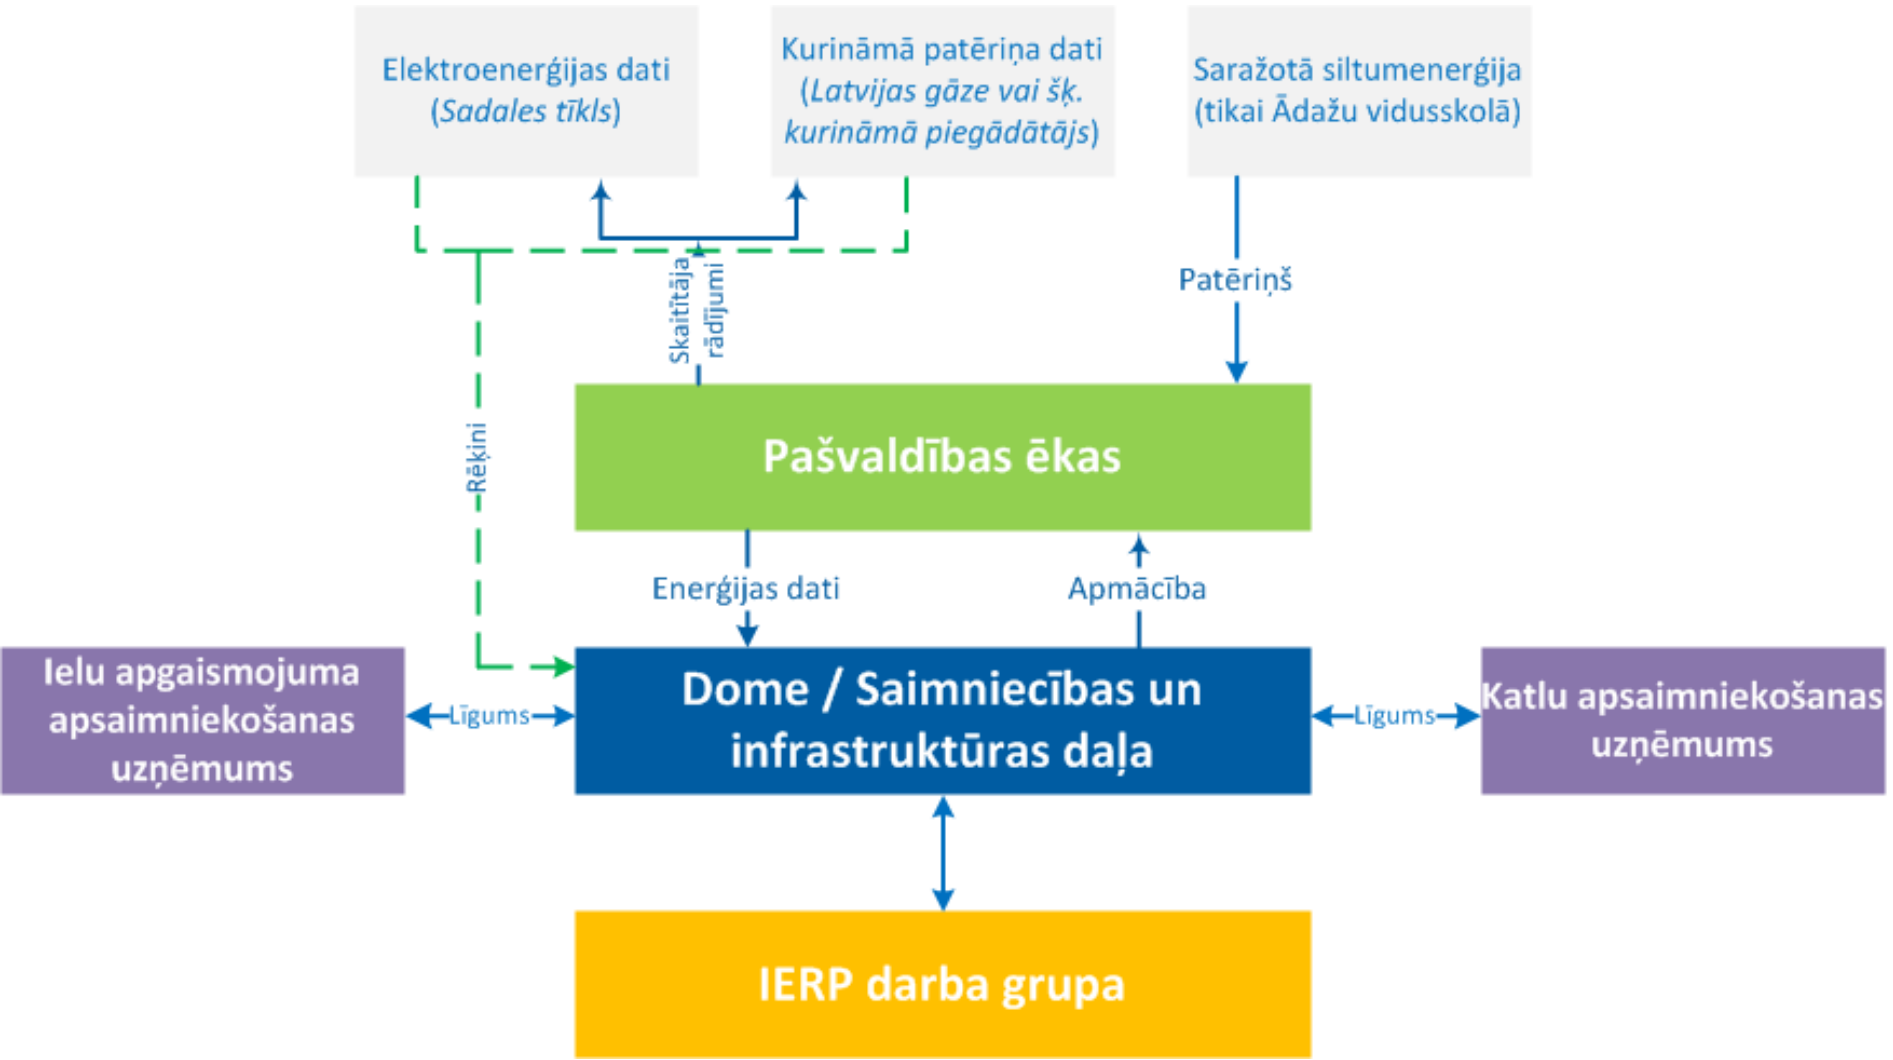 Elektroenerģijas dati
(Sadales tīkls)
Kurināmā patēriņa dati
(Latvijas gāze vai šķ.
kurināmā piegādātājs)
Saražotā siltumenerģija
(tikai Ādažu vidusskolā)
Skaitītāja
rādījumi
Patēriņš
Rēķini
Pašvaldības ēkas
Enerģijas dati
Apmācība
Ielu apgaismojuma
apsaimniekošanas
uzņēmums
Līgums
Dome / Saimniecības un
infrastruktūras daļa
Līgums
Katlu apsaimniekošanas
uzņēmums
IERP darba grupa